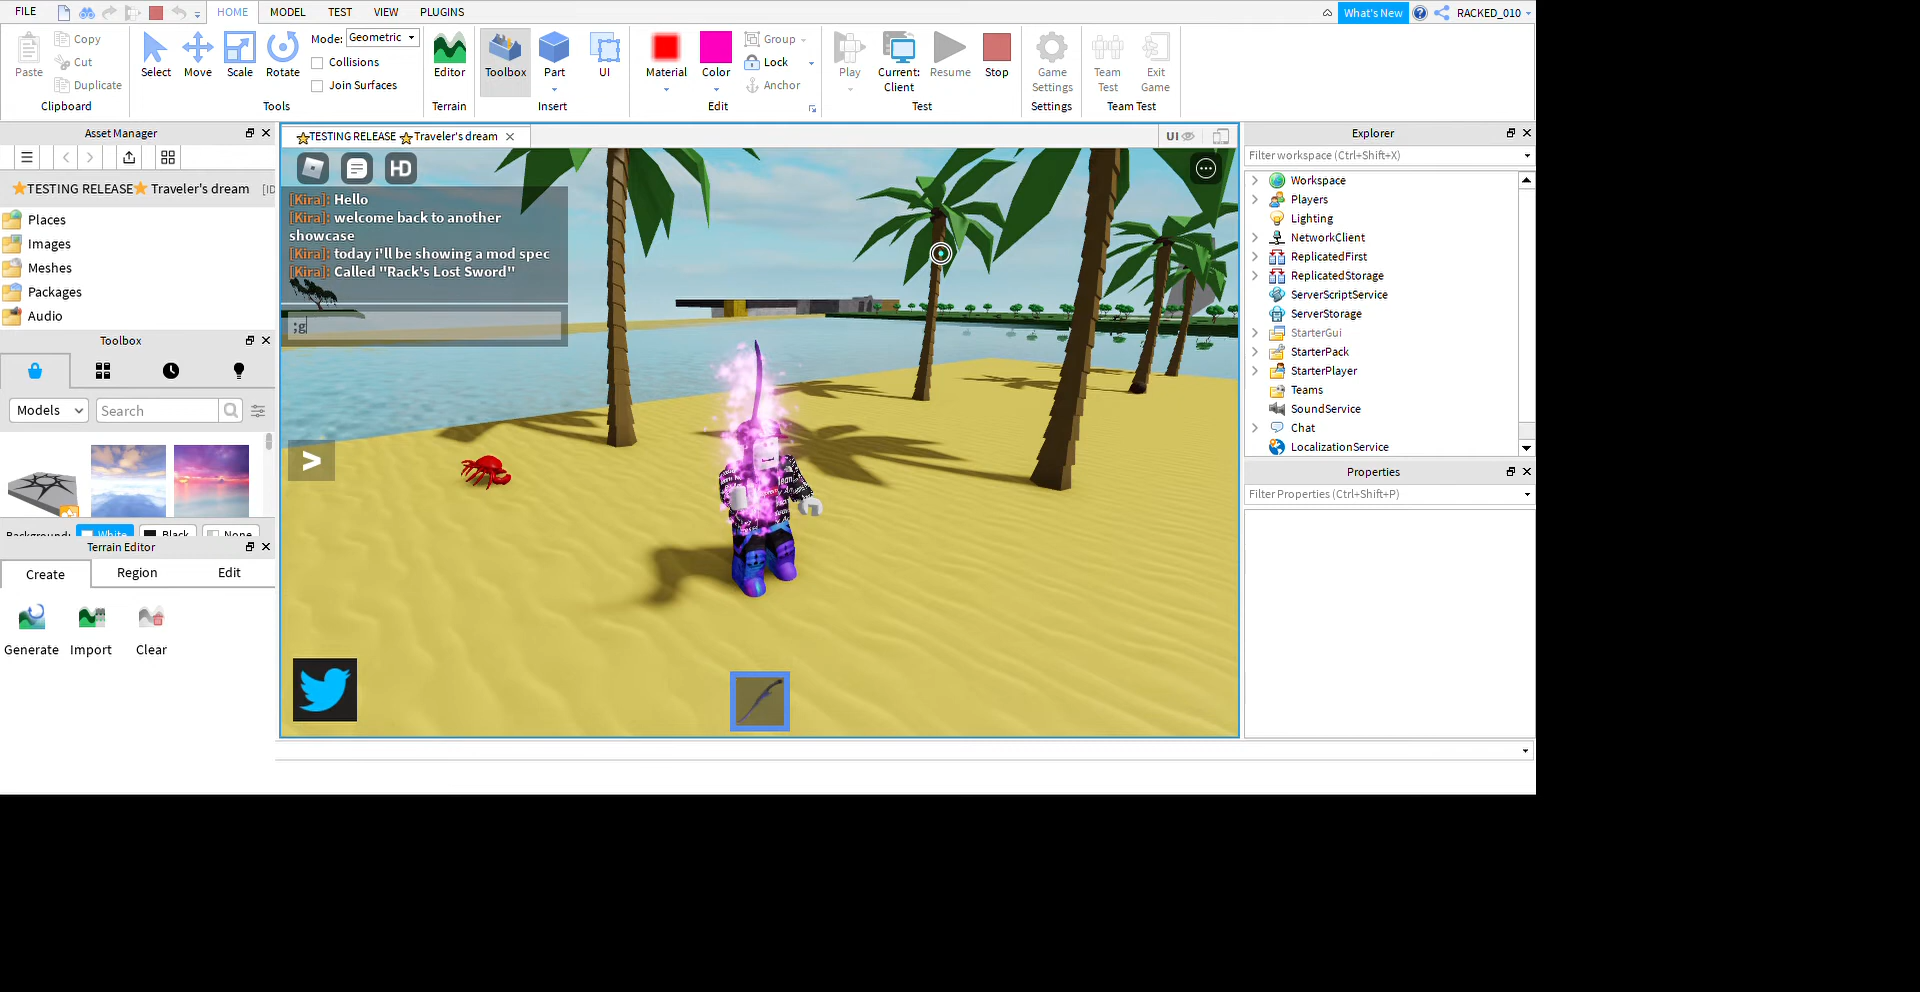 FILE
HOME
MODEL
TEST
VIEW
PLUGINS
What's New
RACKED_010
Paste
Copy
Cut
Duplicate
Clipboard
Select
Move
Scale
Rotate
Mode: Geometric
Collisions
Join Surfaces
Tools
Editor
Terrain
Toolbox
Part
UI
Insert
Material
Color
Group
Lock
Anchor
Edit
Play
Current:
Client
Resume
Stop
Test
Game
Settings
Settings
Team
Test
Exit
Game
Team Test
Asset Manager
TESTING RELEASE Traveler's dream [ID
Places
Images
Meshes
Packages
Audio
Toolbox
Models
Search
Background: White Black None
Terrain Editor
Create
Region
Edit
Generate
Import
Clear
TESTING RELEASE Traveler's dream
UI
HD
[Kira]: Hello
[Kira]: welcome back to another
showcase
[Kira]: today i'll be showing a mod spec
[Kira]: Called "Rack's Lost Sword"
;g
>
Explorer
Filter workspace (Ctrl+Shift+X)
Workspace
Players
Lighting
NetworkClient
ReplicatedFirst
ReplicatedStorage
ServerScriptService
ServerStorage
StarterGui
StarterPack
StarterPlayer
Teams
SoundService
Chat
LocalizationService
Properties
Filter Properties (Ctrl+Shift+P)